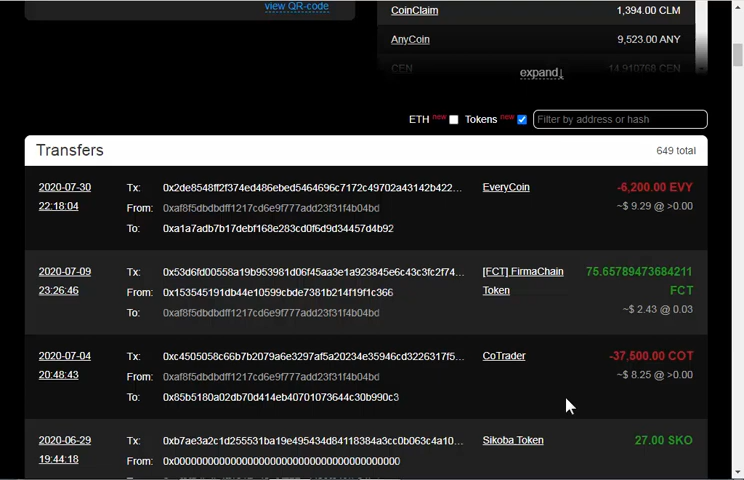 view QR-code
CoinClaim 1,394.00 CLM
AnyCoin 9,523.00 ANY
CEN 14.910768 CEN
expand↓
ETH new Tokens new Filter by address or hash
Transfers 649 total
2020-07-30 Tx: 0x2de8548ff2f374ed486ebed5464696c7172c49702a43142b422... EveryCoin -6,200.00 EVY
22:18:04 From: 0xaf8f5dbdbdff1217cd6e9f777add23f31f4b04bd ~$ 9.29 @ >0.00
To: 0xa1a7adb7b17debf168e283cd0f6d9d34457d4b92
2020-07-09 Tx: 0x53d6fd00558a19b953981d06f45aa3e1a923845e6c43c3fc2f74... [FCT] FirmaChain 75.65789473684211
23:26:46 From: 0x153545191db44e10599cbde7381b214f19f1c366 Token FCT
To: 0xaf8f5dbdbdff1217cd6e9f777add23f31f4b04bd ~$ 2.43 @ 0.03
2020-07-04 Tx: 0xc4505058c66b7b2079a6e3297af5a20234e35946cd3226317f5... CoTrader -37,500.00 COT
20:48:43 From: 0xaf8f5dbdbdff1217cd6e9f777add23f31f4b04bd ~$ 8.25 @ >0.00
To: 0x85b5180a02db70d414eb40701073644c30b990c3
2020-06-29 Tx: 0xb7ae3a2c1d255531ba19e495434d84118384a3cc0b063c4a10... Sikoba Token 27.00 SKO
19:44:18 From: 0x0000000000000000000000000000000000000000